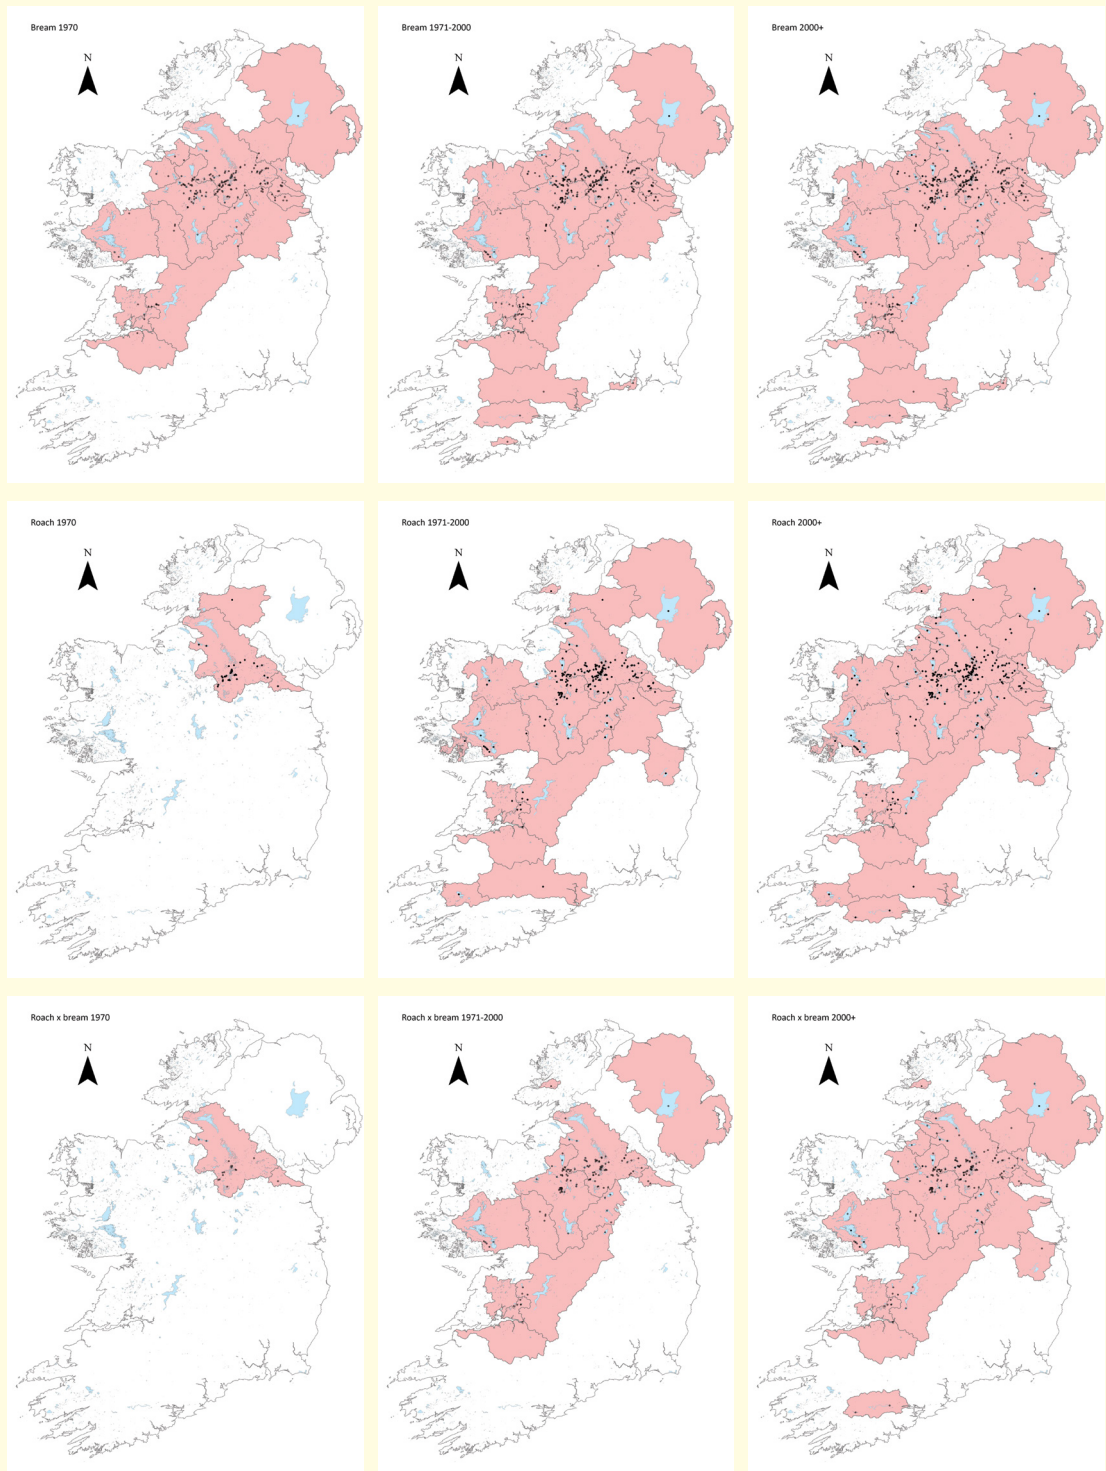 Bream 1970
N
Bream 1971-2000
N
Bream 2000+
N
Roach 1970
N
Roach 1971-2000
N
Roach 2000+
N
Roach x bream 1970
N
Roach x bream 1971-2000
N
Roach x bream 2000+
N